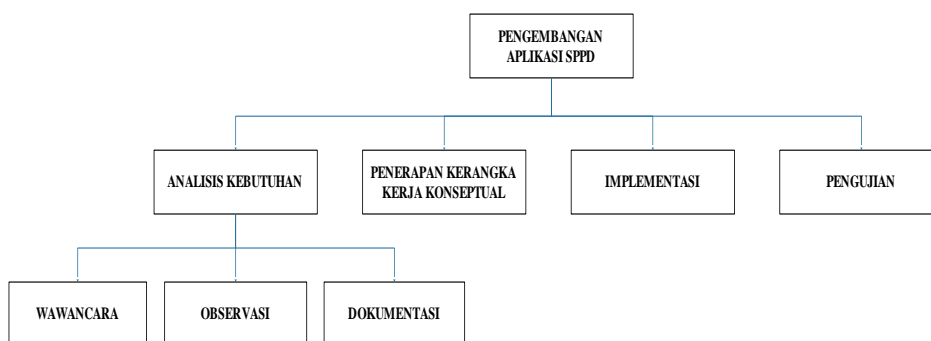 PENGEMBANGAN
APLIKASI SPPD
ANALISIS KEBUTUHAN
PENERAPAN KERANGKA
KERJA KONSEPTUAL
IMPLEMENTASI
PENGUJIAN
WAWANCARA
OBSERVASI
DOKUMENTASI